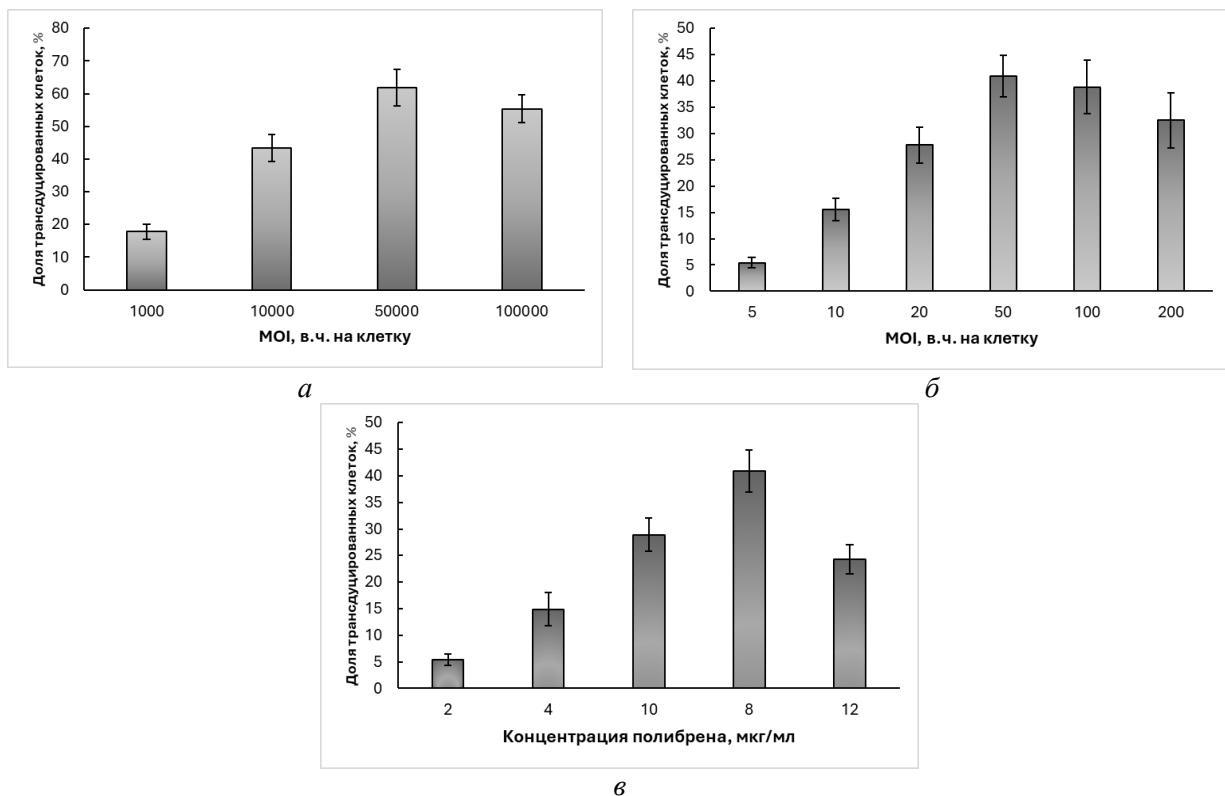 Доля трансдуцированных клеток, %
80
70
60
50
40
30
20
10
0
1000 10000 50000 100000
MOI, в.ч. на клетку
а
Доля трансдуцированных клеток, %
50
45
40
35
30
25
20
15
10
5
0
5 10 20 50 100 200
MOI, в.ч. на клетку
б
Доля трансдуцированных клеток, %
50
45
40
35
30
25
20
15
10
5
0
2 4 10 8 12
Концентрация полибрена, мкг/мл
в